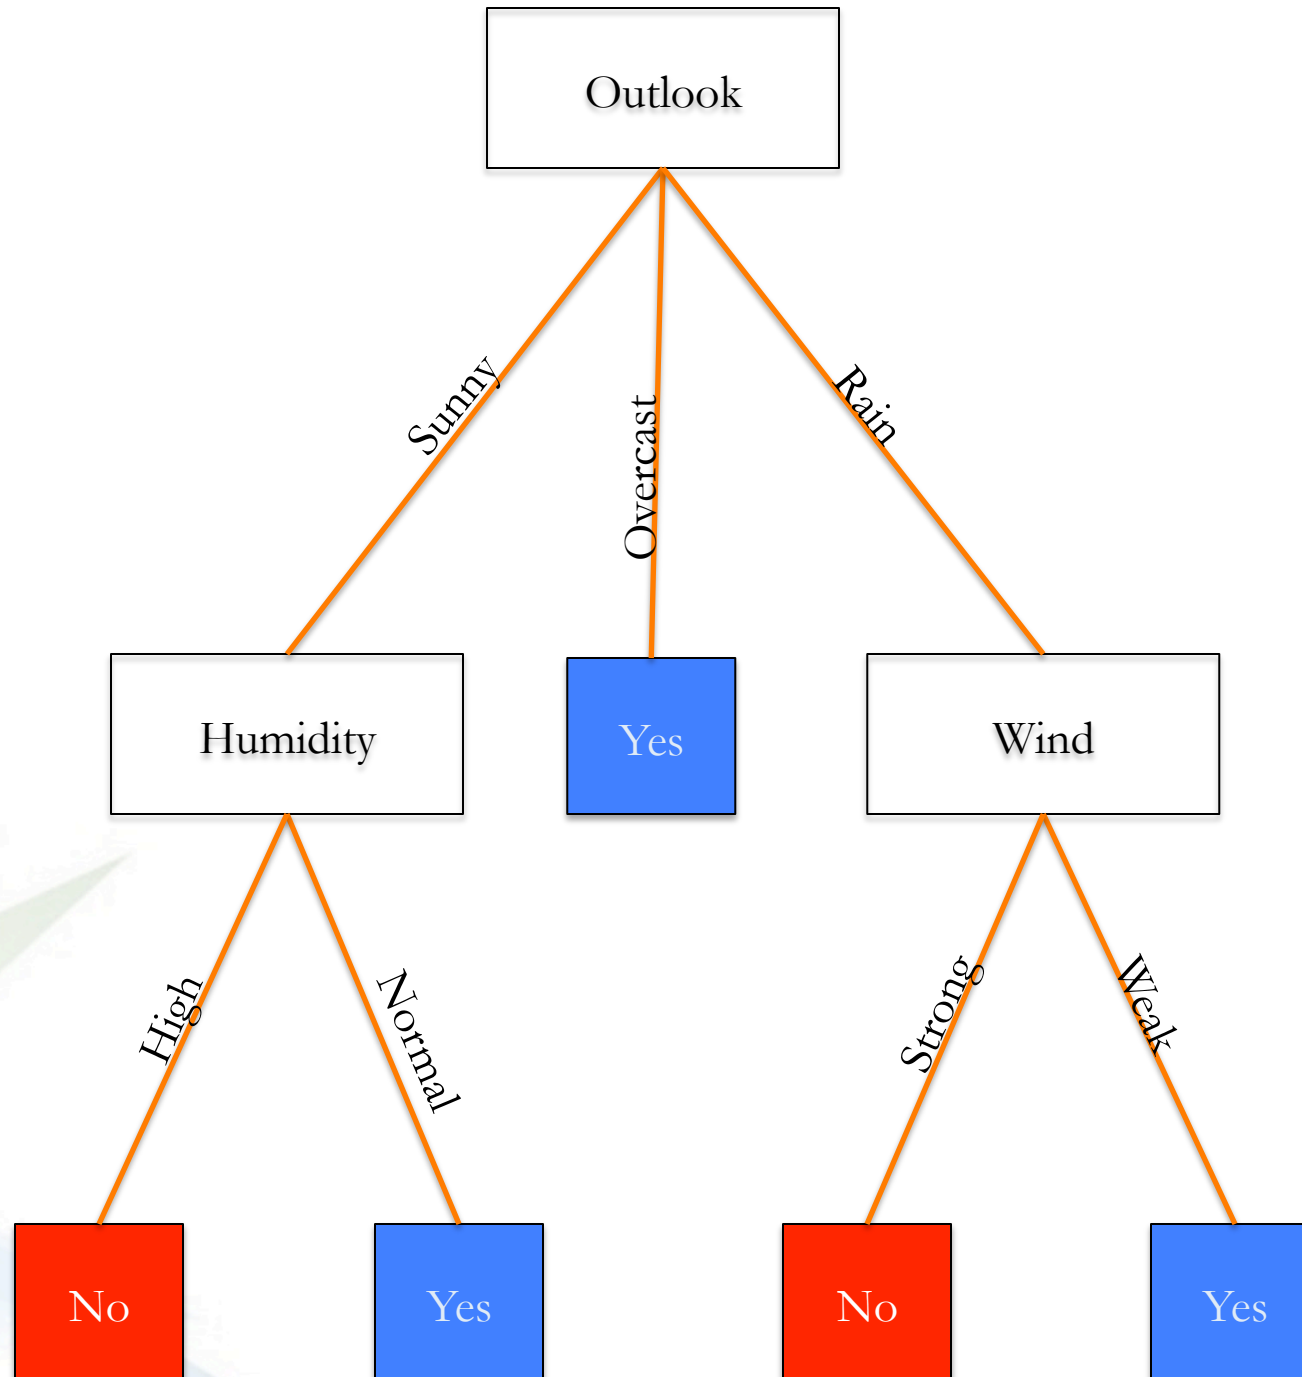 Outlook
Sunny
Overcast
Rain
Humidity
Yes
Wind
High
Normal
Strong
Weak
No
Yes
No
Yes